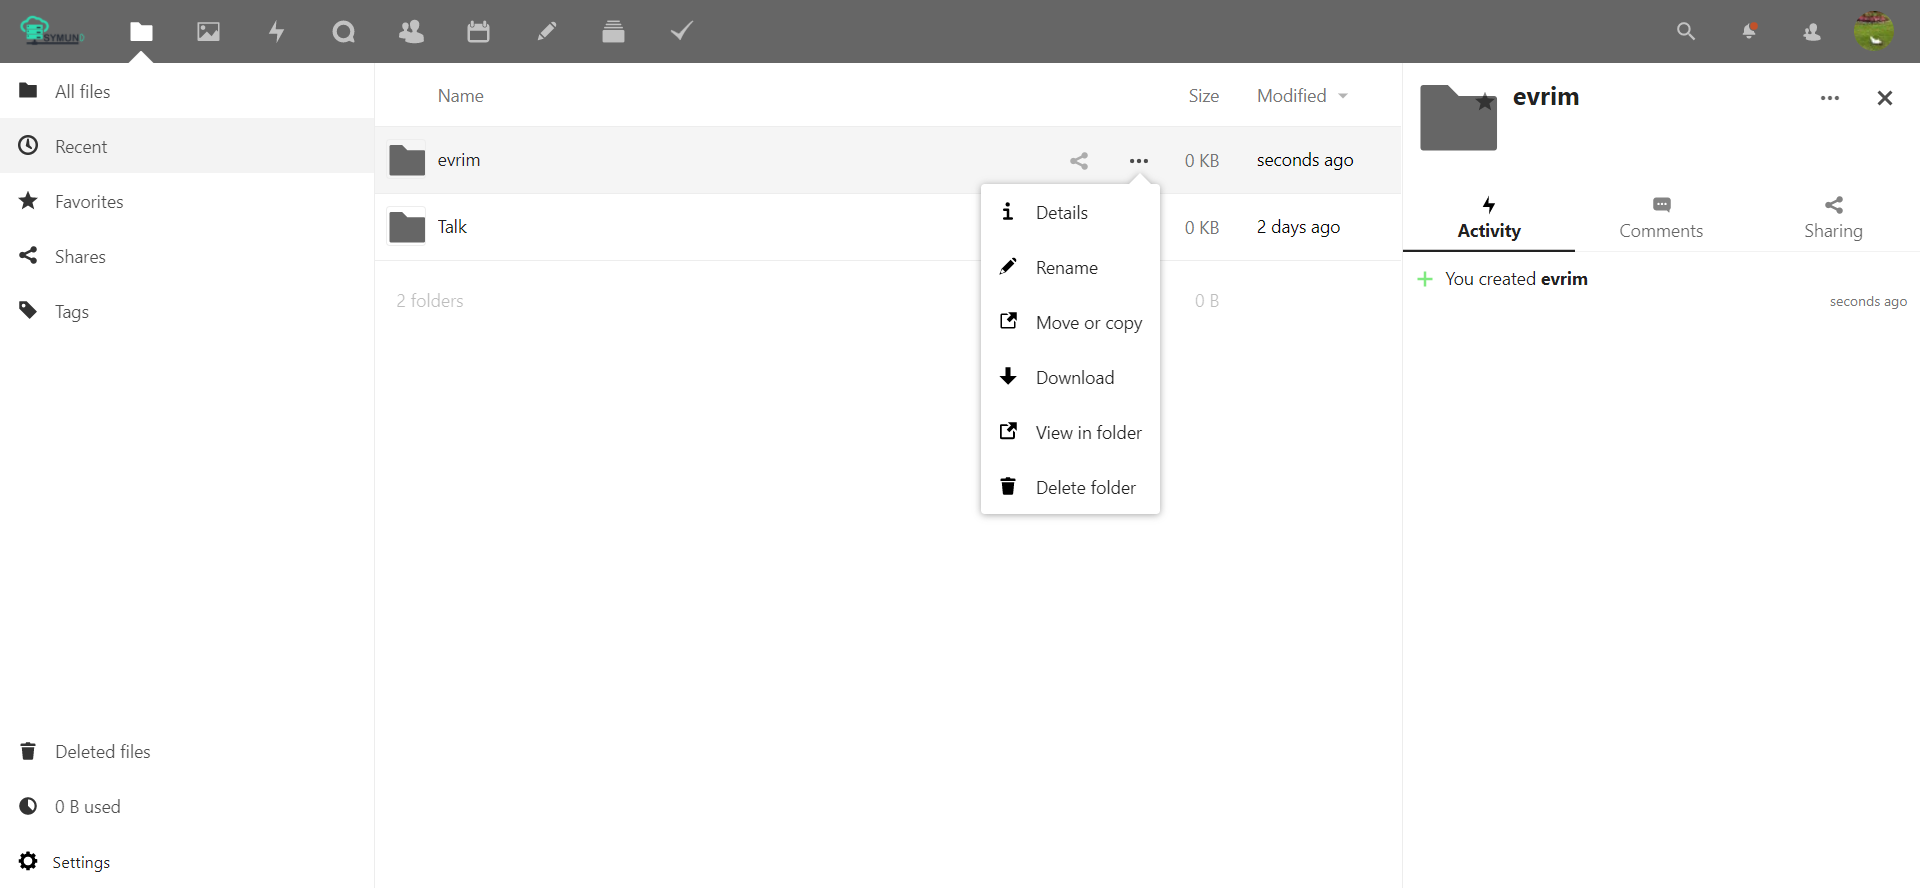 SYMUN
All files
Recent
Favorites
Shares
Tags
Deleted files
0 B used
Settings
Name Size Modified
evrim 0 KB seconds ago
Talk 0 KB 2 days ago
2 folders 0 B
Details
Rename
Move or copy
Download
View in folder
Delete folder
evrim
Activity Comments Sharing
You created evrim
seconds ago